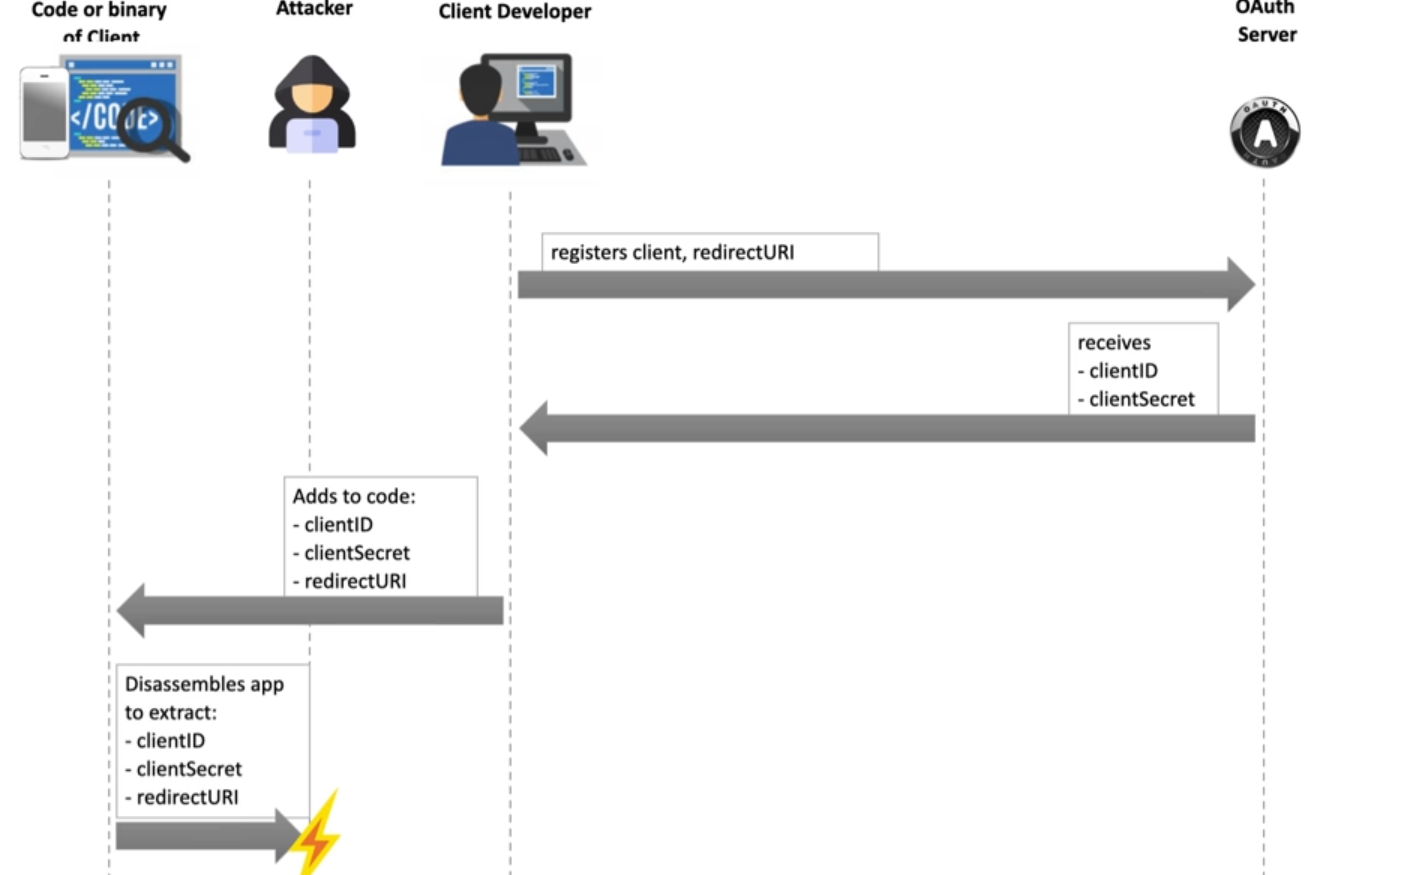 Code or binary
of Client
Attacker
Client Developer
OAuth
Server
</CODE>
OAUTH
A
registers client, redirectURI
receives
- clientID
- clientSecret
Adds to code:
- clientID
- clientSecret
- redirectURI
Disassembles app
to extract:
- clientID
- clientSecret
- redirectURI